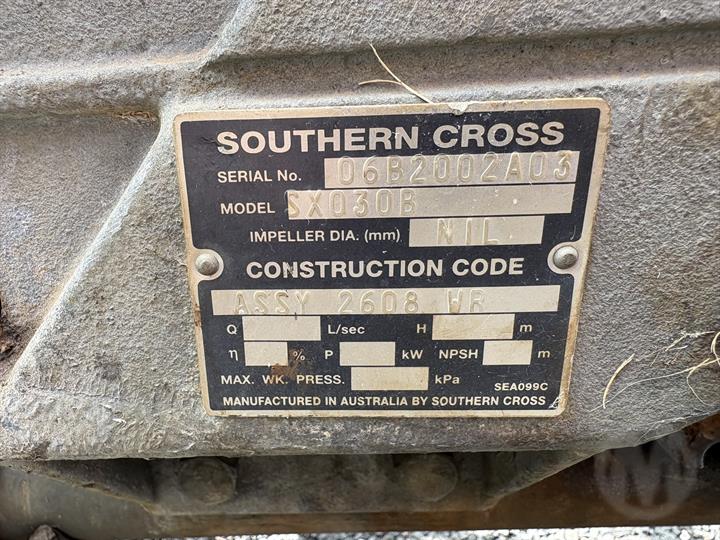 SOUTHERN CROSS
SERIAL No. 06B2002A03
MODEL SX030B
IMPELLER DIA. (mm) NIL
CONSTRUCTION CODE
ASSY 2608 WR
Q L/sec H m
η % P kW NPSH m
MAX. WK. PRESS. kPa
SEA099C
MANUFACTURED IN AUSTRALIA BY SOUTHERN CROSS
M